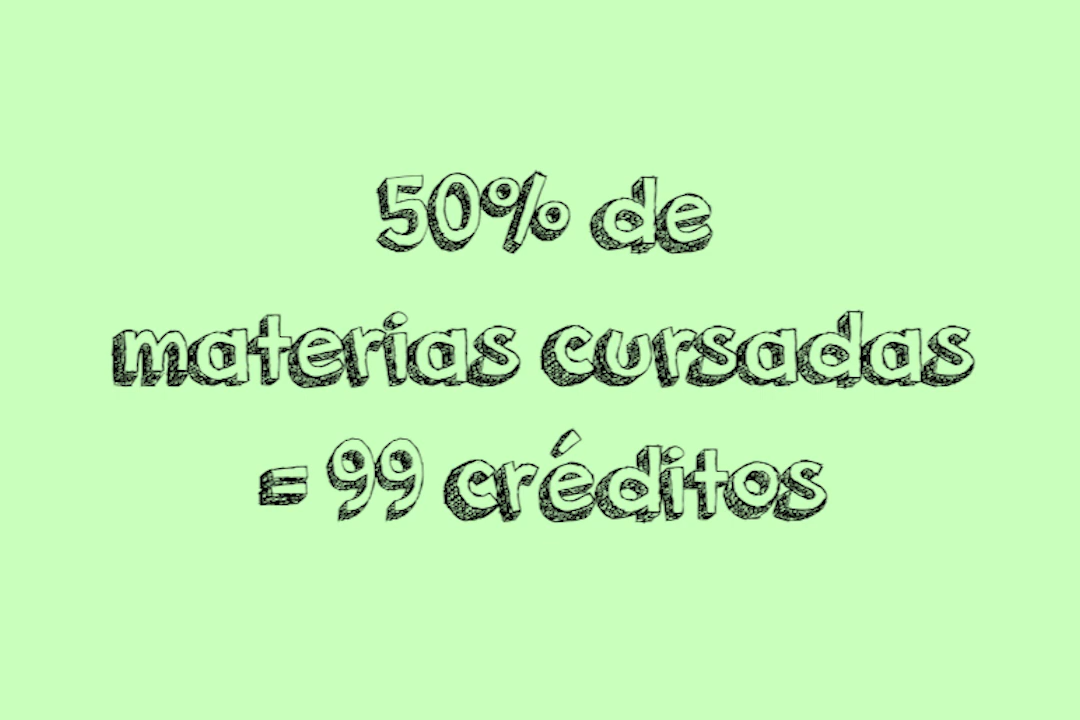 50% de
materias cursadas
= 99 créditos